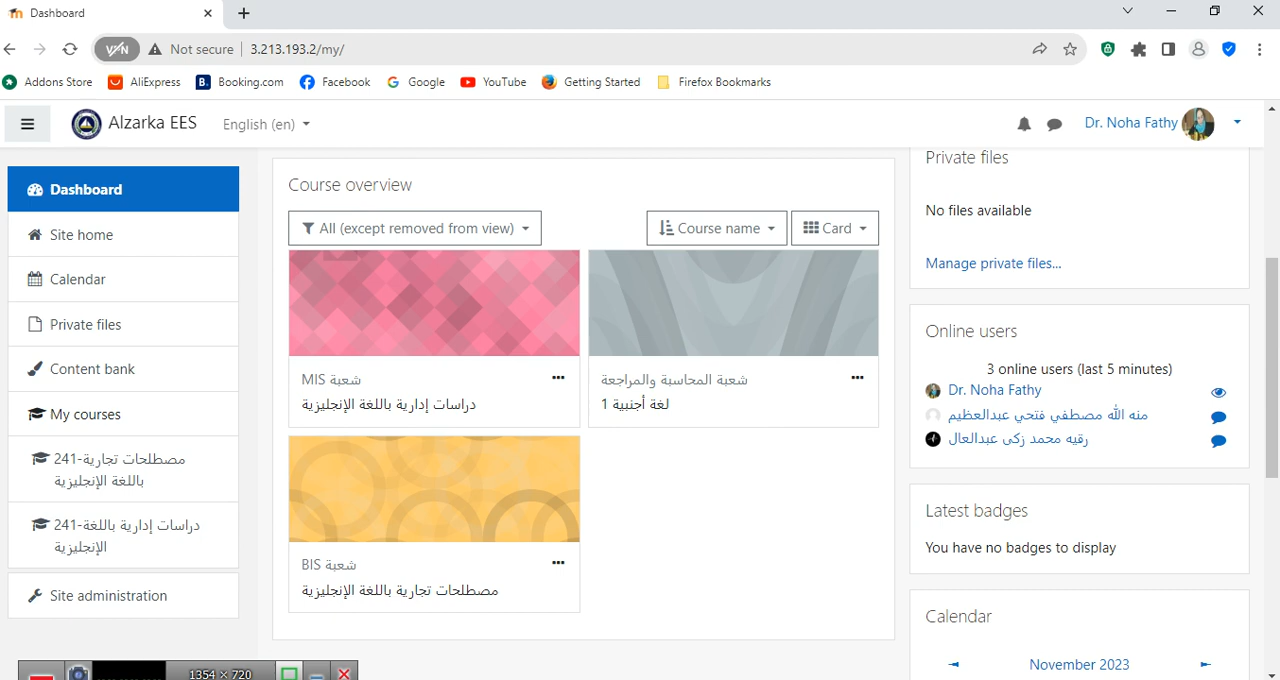 Dashboard
VPN
Not secure
3.213.193.2/my/
Addons Store
AliExpress
B.
Booking.com
Facebook
Google
YouTube
Getting Started
Firefox Bookmarks
Alzarka EES
English (en)
Dr. Noha Fathy
Dashboard
Site home
Calendar
Private files
Content bank
My courses
241-مصطلحات تجارية
باللغة الإنجليزية
241-دراسات إدارية باللغة
الإنجليزية
Site administration
Course overview
All (except removed from view)
Course name
Card
شعبة MIS
دراسات إدارية باللغة الإنجليزية
شعبة المحاسبة والمراجعة
لغة أجنبية 1
شعبة BIS
مصطلحات تجارية باللغة الإنجليزية
Private files
No files available
Manage private files...
Online users
3 online users (last 5 minutes)
Dr. Noha Fathy
منه الله مصطفي فتحي عبدالعظيم
رقيه محمد زكى عبدالعال
Latest badges
You have no badges to display
Calendar
November 2023
1354 × 720